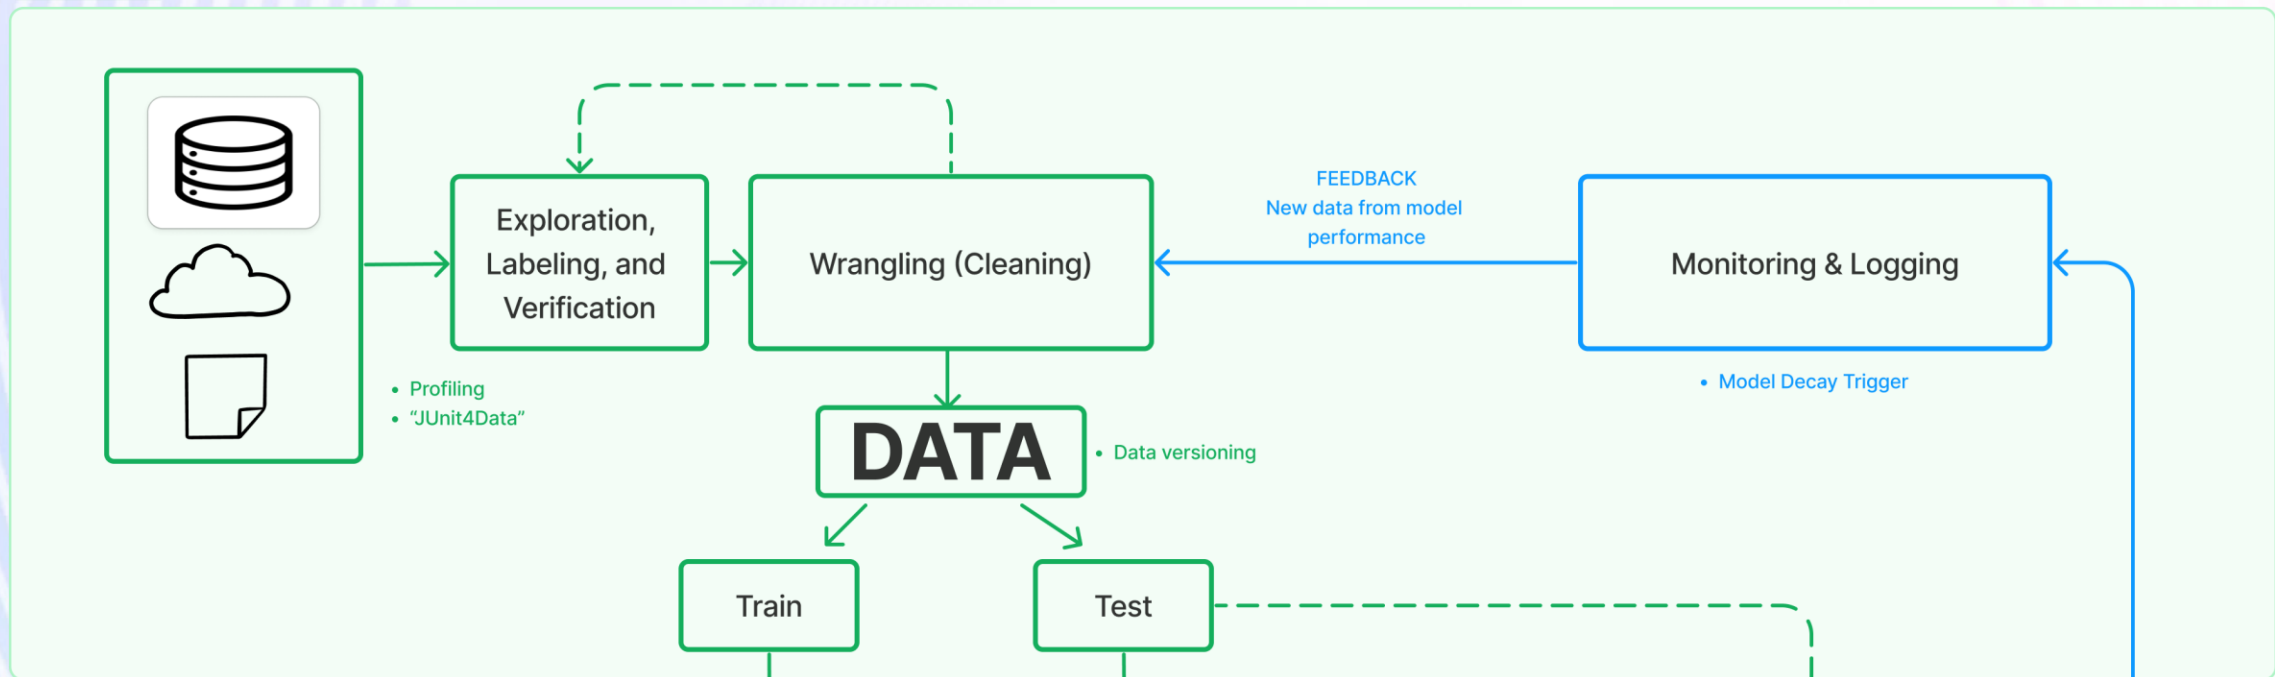 Exploration,
Labeling, and
Verification
• Profiling
• “JUnit4Data”
Wrangling (Cleaning)
FEEDBACK
New data from model
performance
Monitoring & Logging
• Model Decay Trigger
DATA
• Data versioning
Train
Test